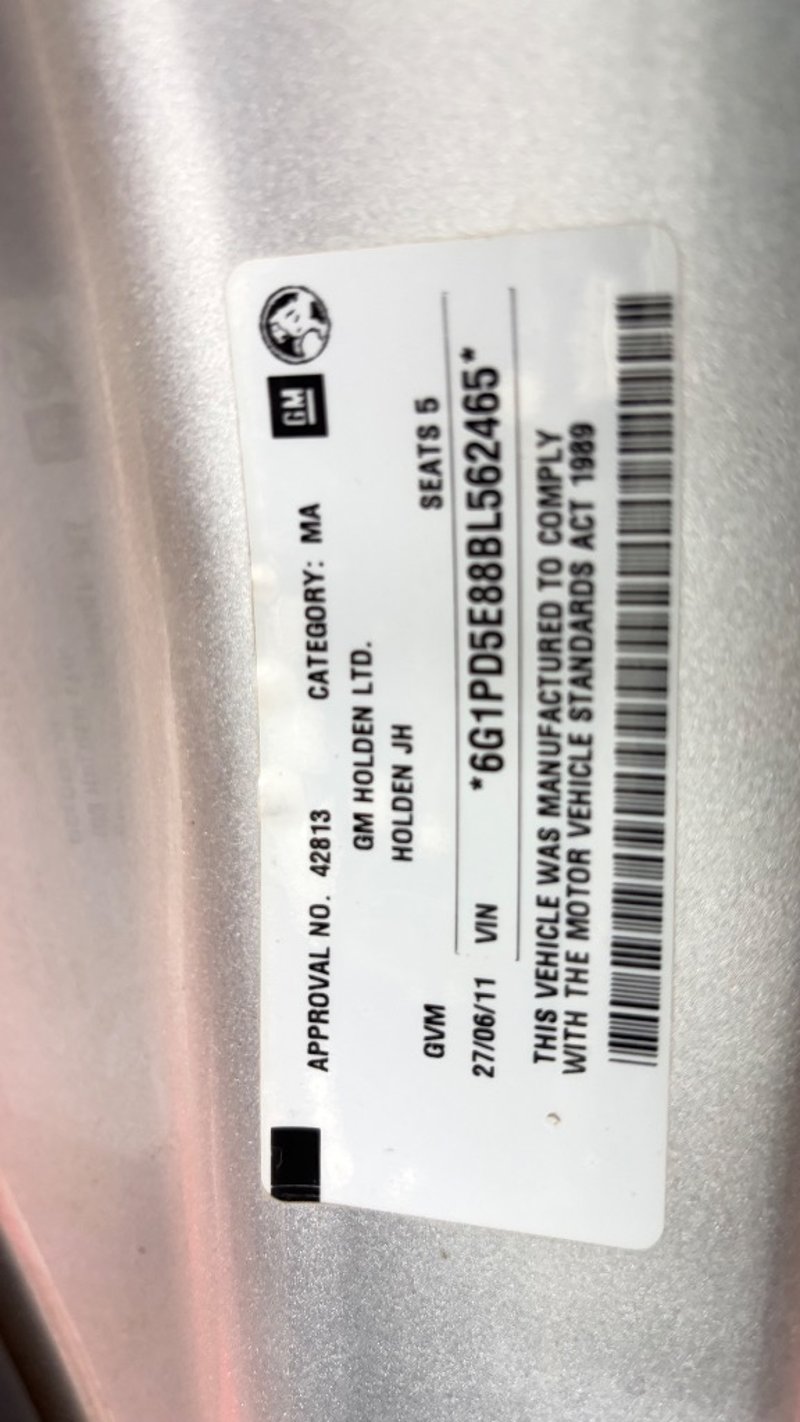 APPROVAL NO. 42813 CATEGORY: MA GM
GM HOLDEN LTD.
HOLDEN JH
GVM SEATS 5
27/06/11 VIN *6G1PD5E88BL562465*
THIS VEHICLE WAS MANUFACTURED TO COMPLY
WITH THE MOTOR VEHICLE STANDARDS ACT 1989